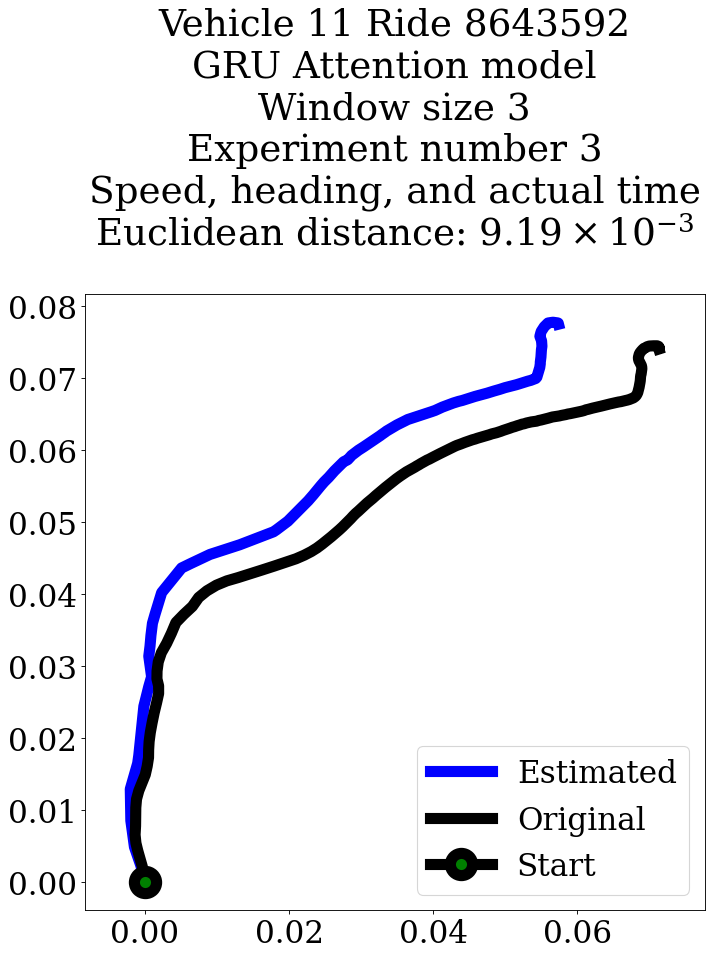 Vehicle 11 Ride 8643592
GRU Attention model
Window size 3
Experiment number 3
Speed, heading, and actual time
Euclidean distance: 9.19 × 10⁻³
0.08
0.07
0.06
0.05
0.04
0.03
0.02
0.01
0.00
Estimated
Original
Start
0.00 0.02 0.04 0.06